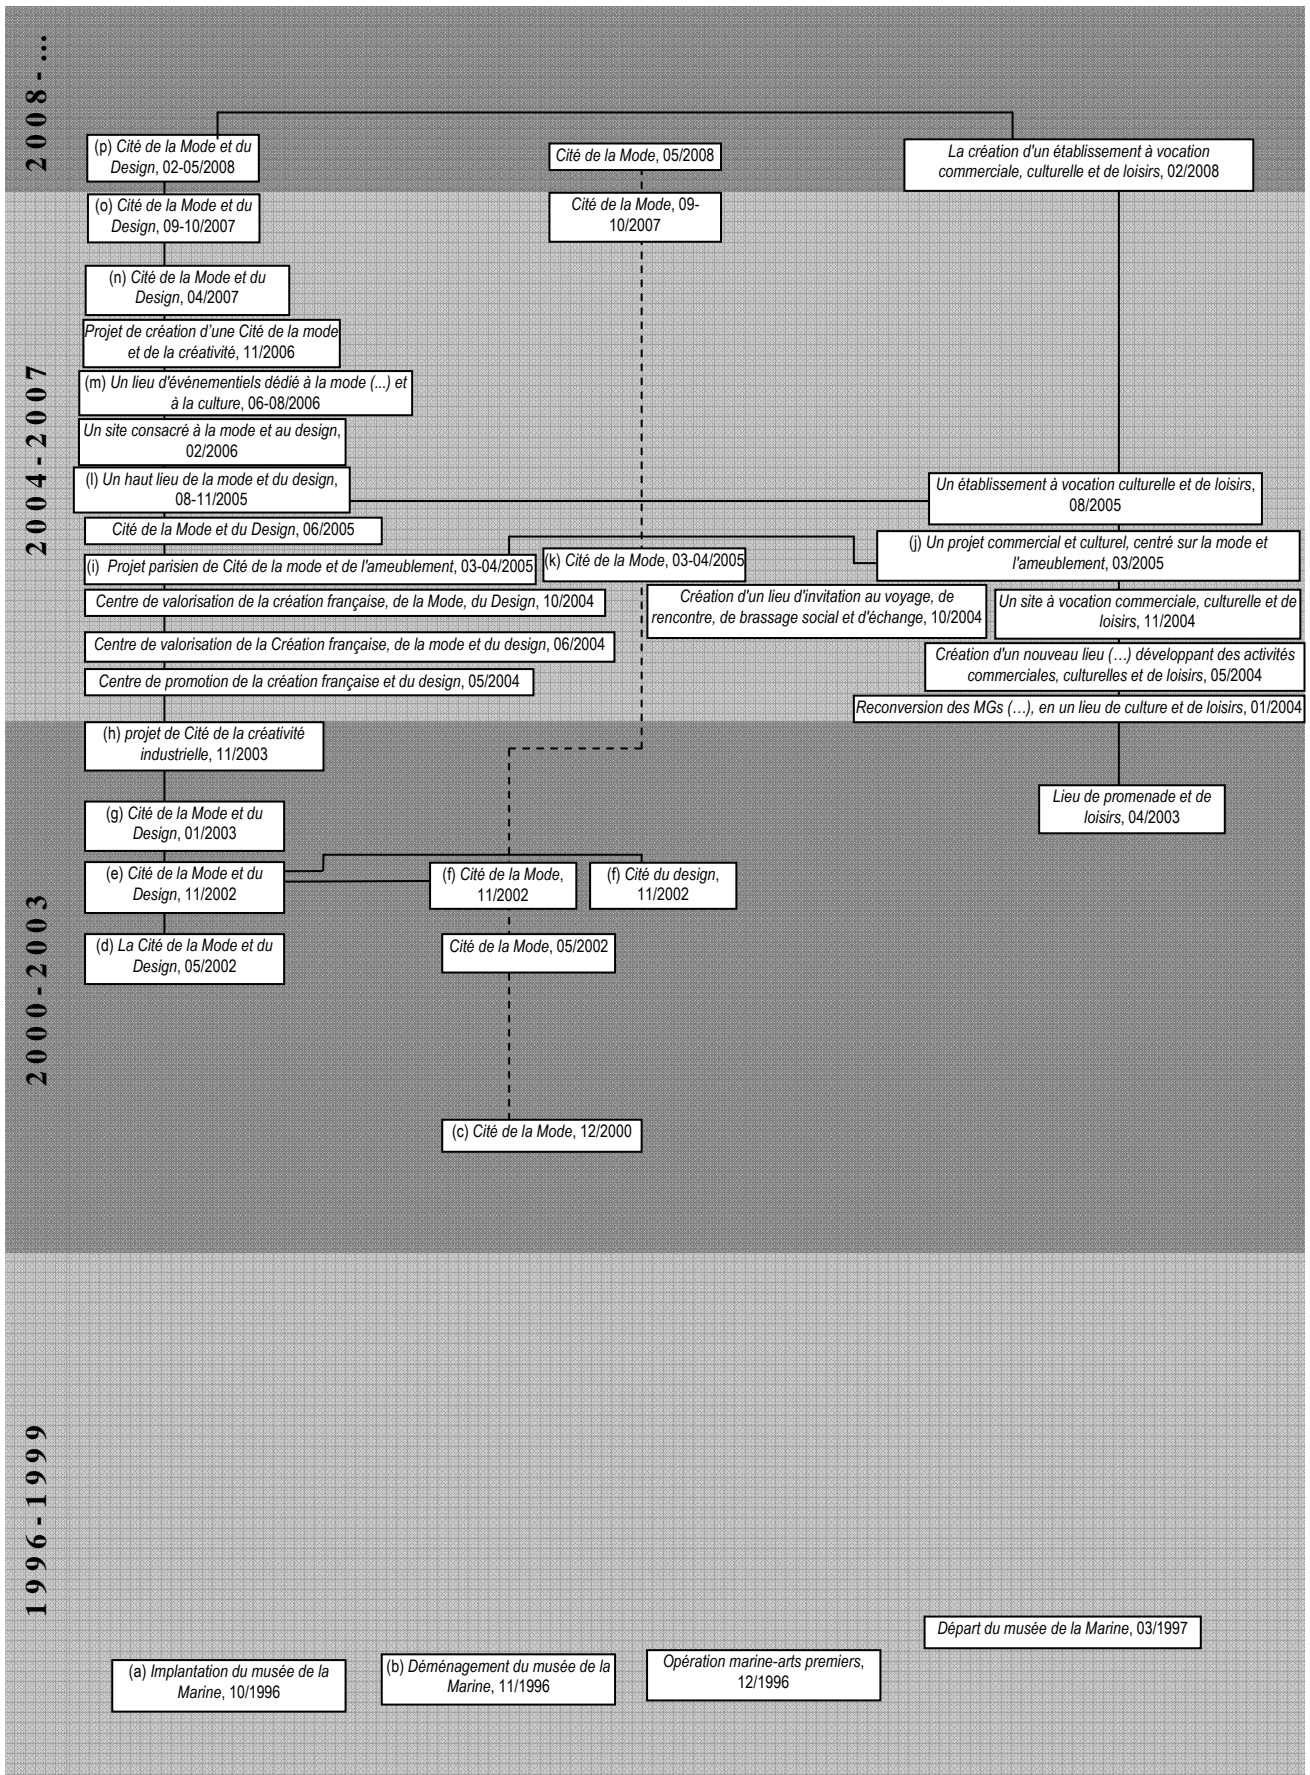 2008-...
(p) Cité de la Mode et du
Design, 02-05/2008
Cité de la Mode, 05/2008
La création d'un établissement à vocation
commerciale, culturelle et de loisirs, 02/2008
2004-2007
(o) Cité de la Mode et du
Design, 09-10/2007
Cité de la Mode, 09-
10/2007
(n) Cité de la Mode et du
Design, 04/2007
Projet de création d'une Cité de la mode
et de la créativité, 11/2006
(m) Un lieu d'événementiels dédié à la mode (...) et
à la culture, 06-08/2006
Un site consacré à la mode et au design,
02/2006
(l) Un haut lieu de la mode et du design,
08-11/2005
Un établissement à vocation culturelle et de loisirs,
08/2005
Cité de la Mode et du Design, 06/2005
(i) Projet parisien de Cité de la mode et de l'ameublement, 03-04/2005
(k) Cité de la Mode, 03-04/2005
(j) Un projet commercial et culturel, centré sur la mode et
l'ameublement, 03/2005
Centre de valorisation de la création française, de la Mode, du Design, 10/2004
Création d'un lieu d'invitation au voyage, de
rencontre, de brassage social et d'échange, 10/2004
Un site à vocation commerciale, culturelle et de
loisirs, 11/2004
Centre de valorisation de la Création française, de la mode et du design, 06/2004
Création d'un nouveau lieu (…) développant des activités
commerciales, culturelles et de loisirs, 05/2004
Centre de promotion de la création française et du design, 05/2004
Reconversion des MGs (…), en un lieu de culture et de loisirs, 01/2004
2000-2003
(h) projet de Cité de la créativité
industrielle, 11/2003
Lieu de promenade et de
loisirs, 04/2003
(g) Cité de la Mode et du
Design, 01/2003
(e) Cité de la Mode et du
Design, 11/2002
(f) Cité de la Mode,
11/2002
(f) Cité du design,
11/2002
(d) La Cité de la Mode et du
Design, 05/2002
Cité de la Mode, 05/2002
(c) Cité de la Mode, 12/2000
1996-1999
Départ du musée de la Marine, 03/1997
(a) Implantation du musée de la
Marine, 10/1996
(b) Déménagement du musée de la
Marine, 11/1996
Opération marine-arts premiers,
12/1996